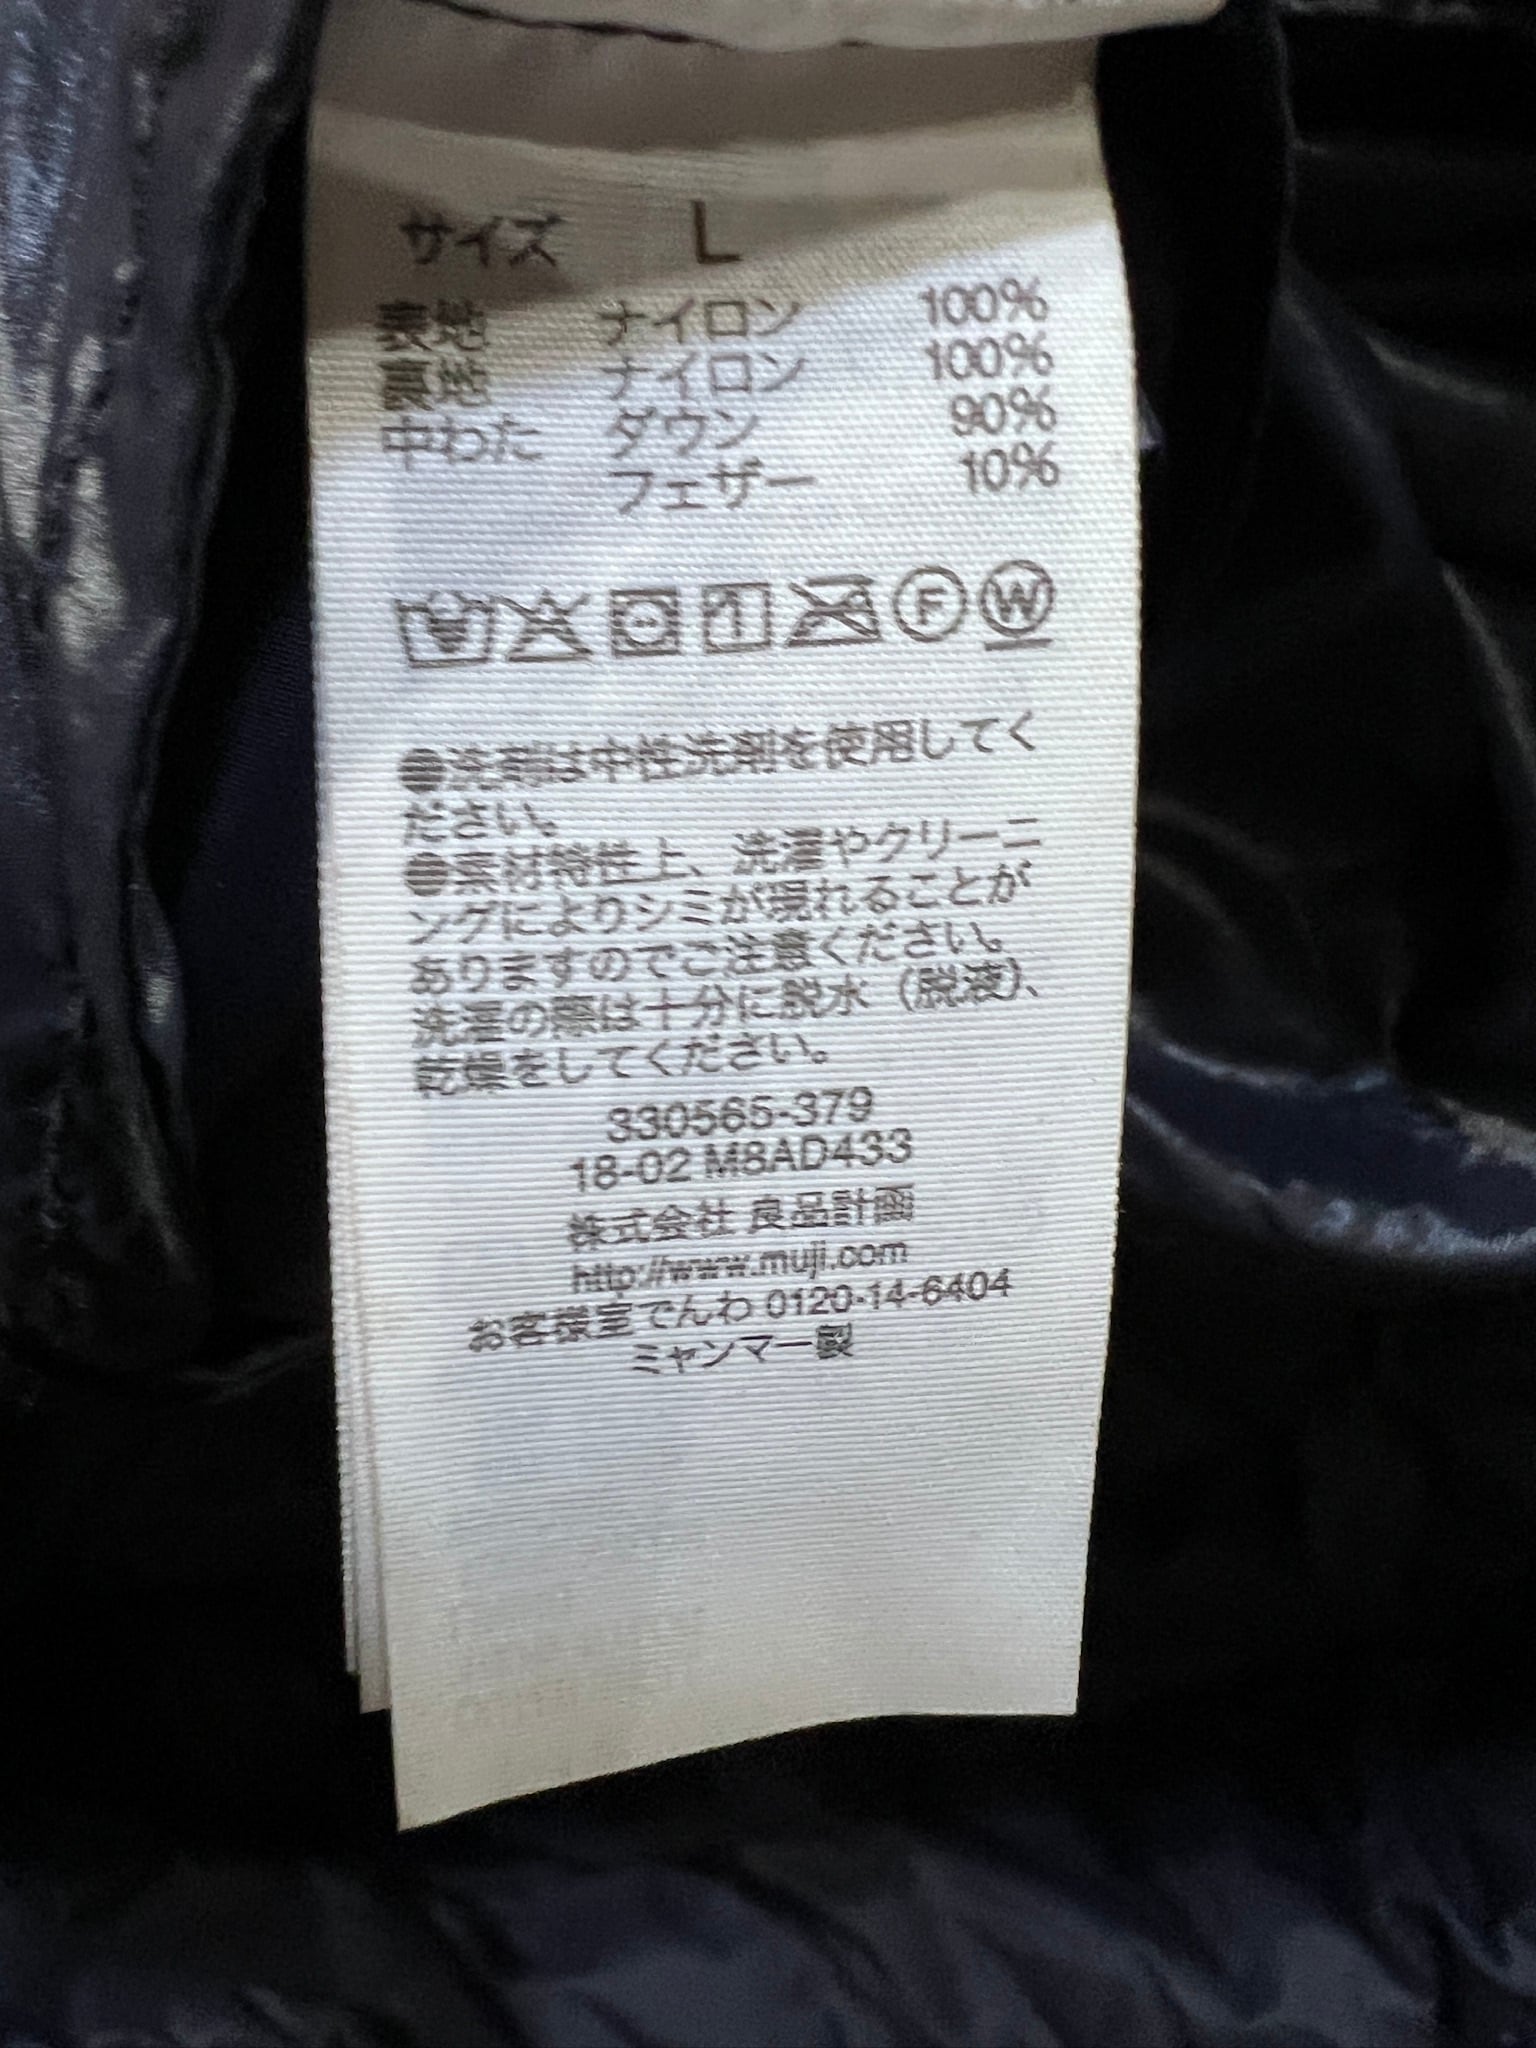 サイズ L
表地 ナイロン 100%
裏地 ナイロン 100%
中わた ダウン 90%
フェザー 10%
F W
●洗剤は中性洗剤を使用してく
ださい。
●素材特性上、洗濯やクリーニ
ングによりシミが現れることが
ありますのでご注意ください。
洗濯の際は十分に脱水（脱液）、
乾燥をしてください。
330565-379
18-02 M8AD433
株式会社 良品計画
http://www.muji.com
お客様室でんわ 0120-14-6404
ミャンマー製